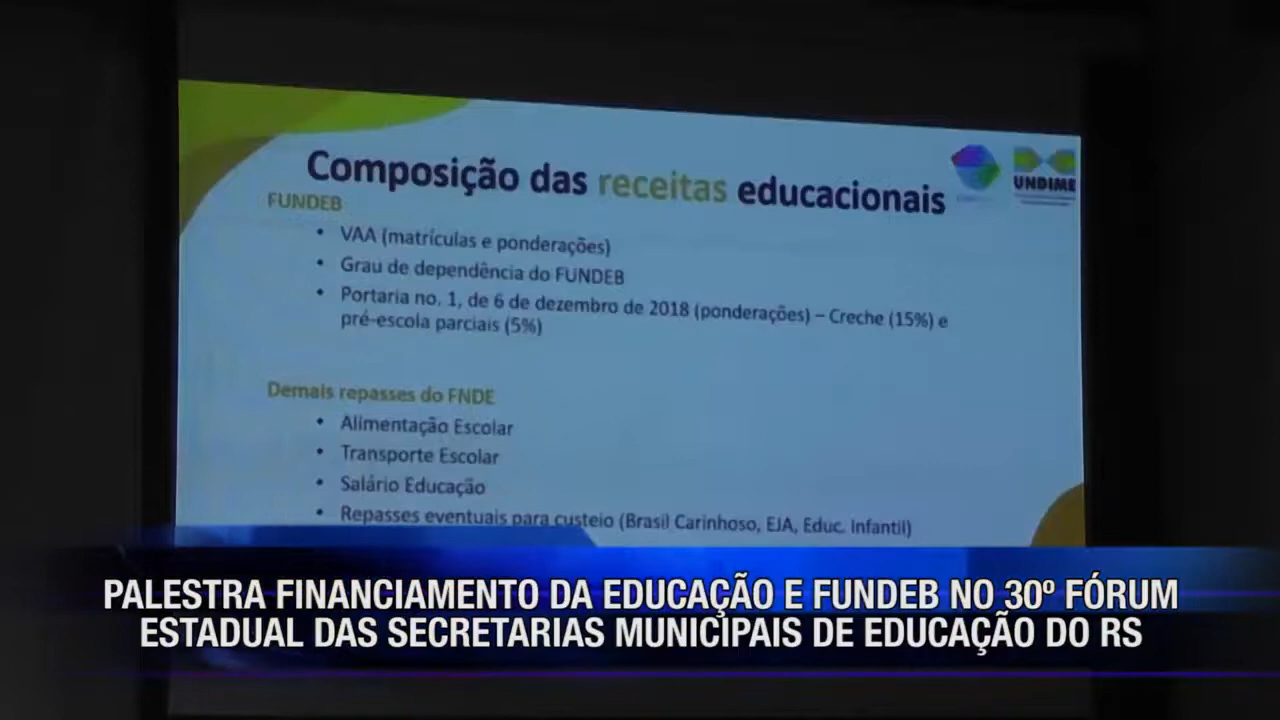 Composição das receitas educacionais
UNDIME
FUNDEB
• VAA (matrículas e ponderações)
• Grau de dependência do FUNDEB
• Portaria no. 1, de 6 de dezembro de 2018 (ponderações) – Creche (15%) e
pré-escola parciais (5%)
Demais repasses do FNDE
• Alimentação Escolar
• Transporte Escolar
• Salário Educação
• Repasses eventuais para custeio (Brasil Carinhoso, EJA, Educ. Infantil)
PALESTRA FINANCIAMENTO DA EDUCAÇÃO E FUNDEB NO 30º FÓRUM
ESTADUAL DAS SECRETARIAS MUNICIPAIS DE EDUCAÇÃO DO RS